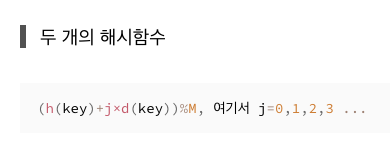 두 개의 해시함수
(h(key)+j×d(key))%M, 여기서 j=0,1,2,3 ...